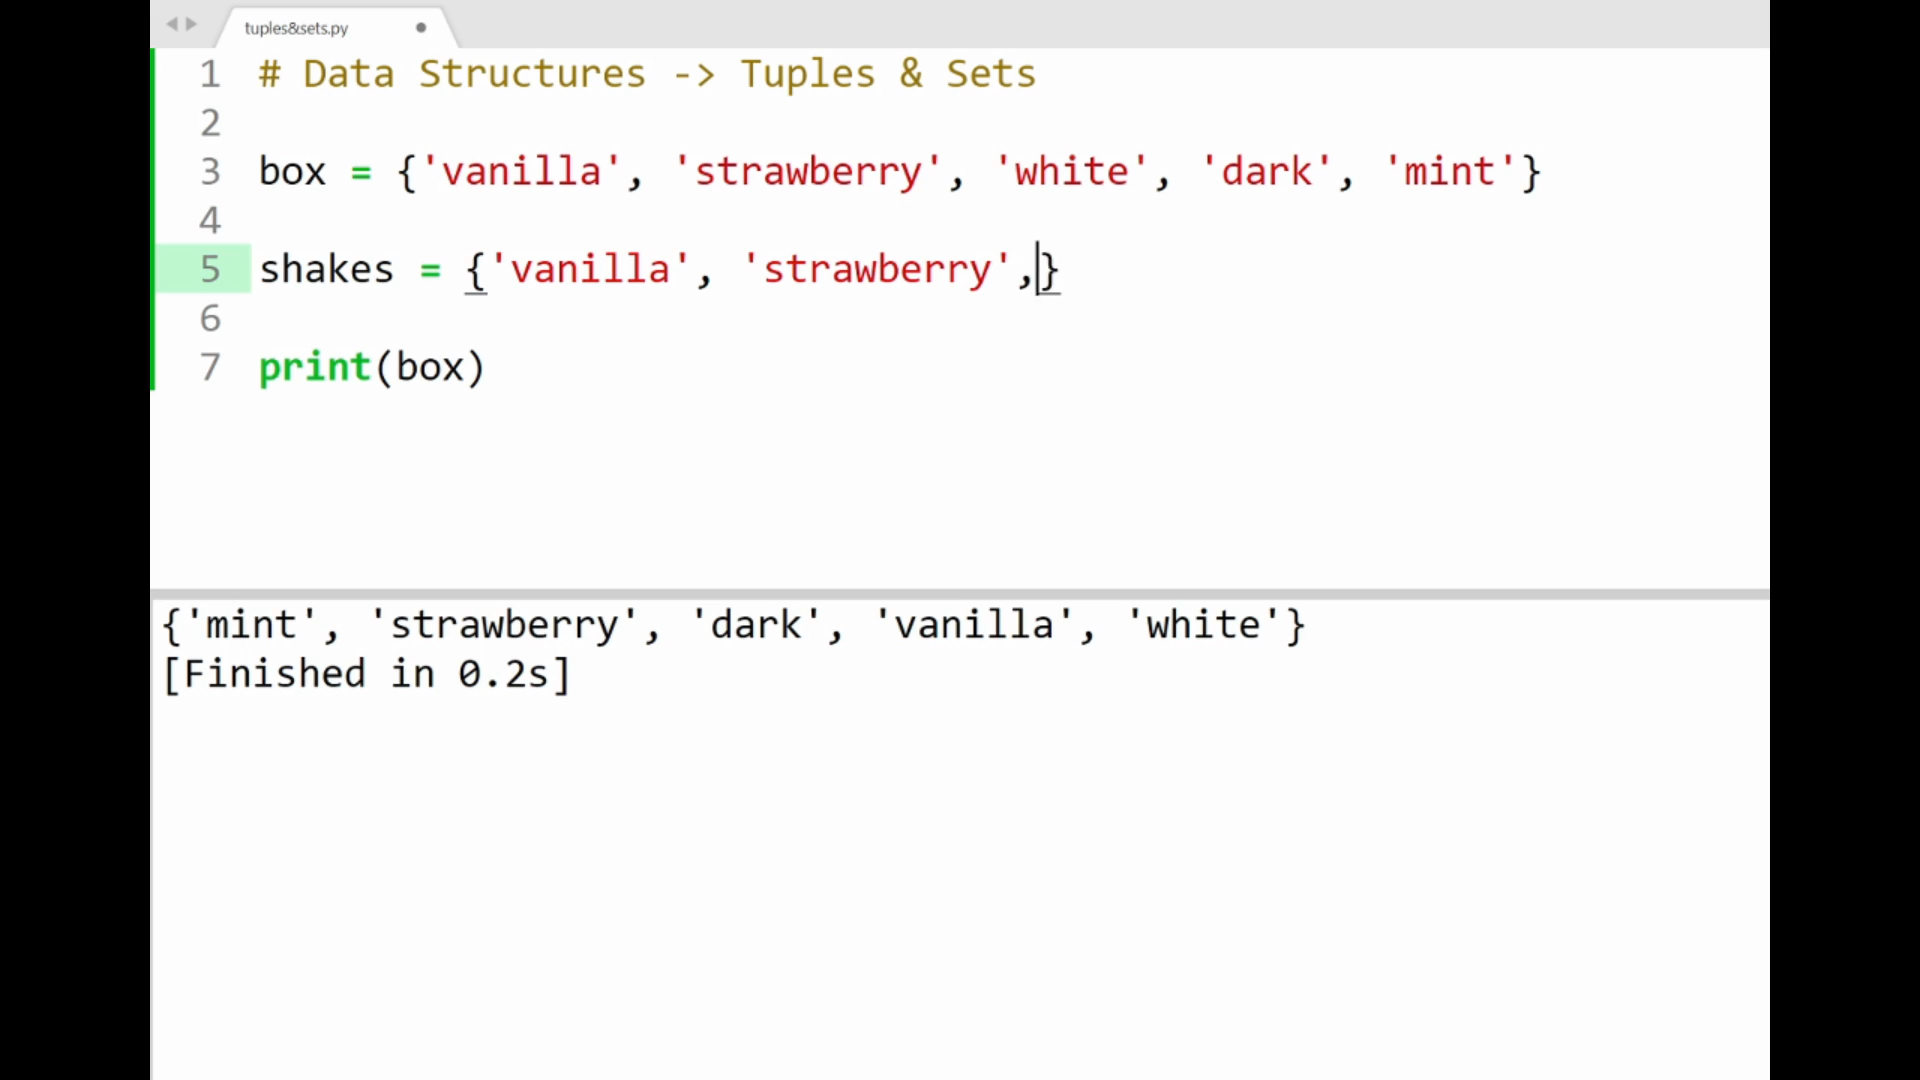 tuples&sets.py
1 # Data Structures -> Tuples & Sets
2
3 box = {'vanilla', 'strawberry', 'white', 'dark', 'mint'}
4
5 shakes = {'vanilla', 'strawberry',}
6
7 print(box)
{'mint', 'strawberry', 'dark', 'vanilla', 'white'}
[Finished in 0.2s]